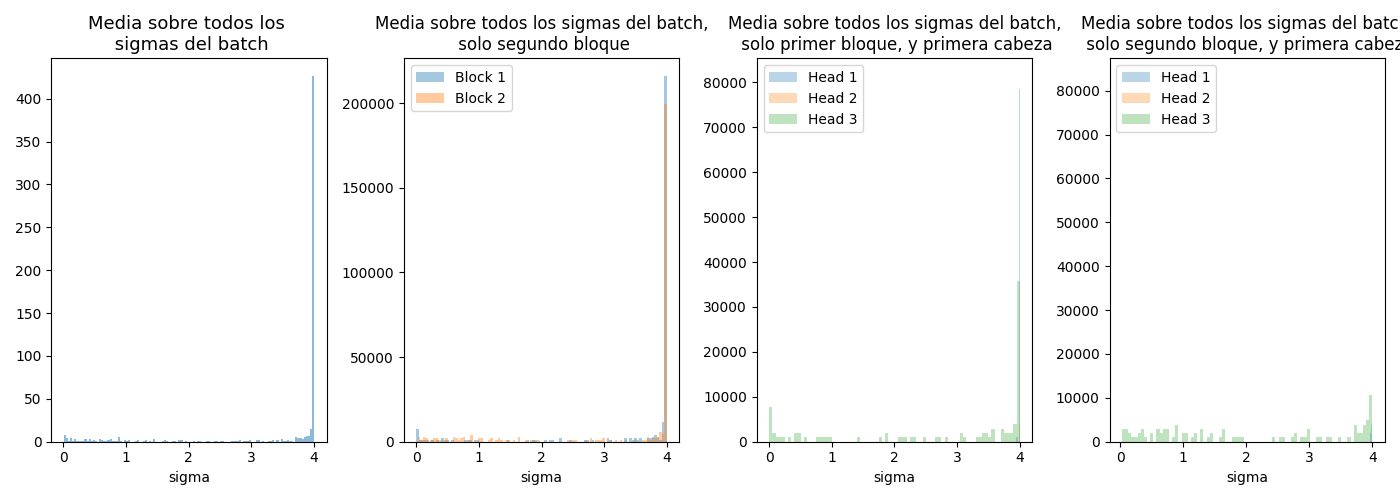 Media sobre todos los
sigmas del batch
400
350
300
250
200
150
100
50
0
0 1 2 3 4
sigma
Media sobre todos los sigmas del batch,
solo segundo bloque
Block 1
Block 2
200000
150000
100000
50000
0
0 1 2 3 4
sigma
Media sobre todos los sigmas del batch,
solo primer bloque, y primera cabeza
Head 1
Head 2
Head 3
80000
70000
60000
50000
40000
30000
20000
10000
0
0 1 2 3 4
sigma
Media sobre todos los sigmas del batc
solo segundo bloque, y primera cabez
Head 1
Head 2
Head 3
80000
70000
60000
50000
40000
30000
20000
10000
0
0 1 2 3 4
sigma